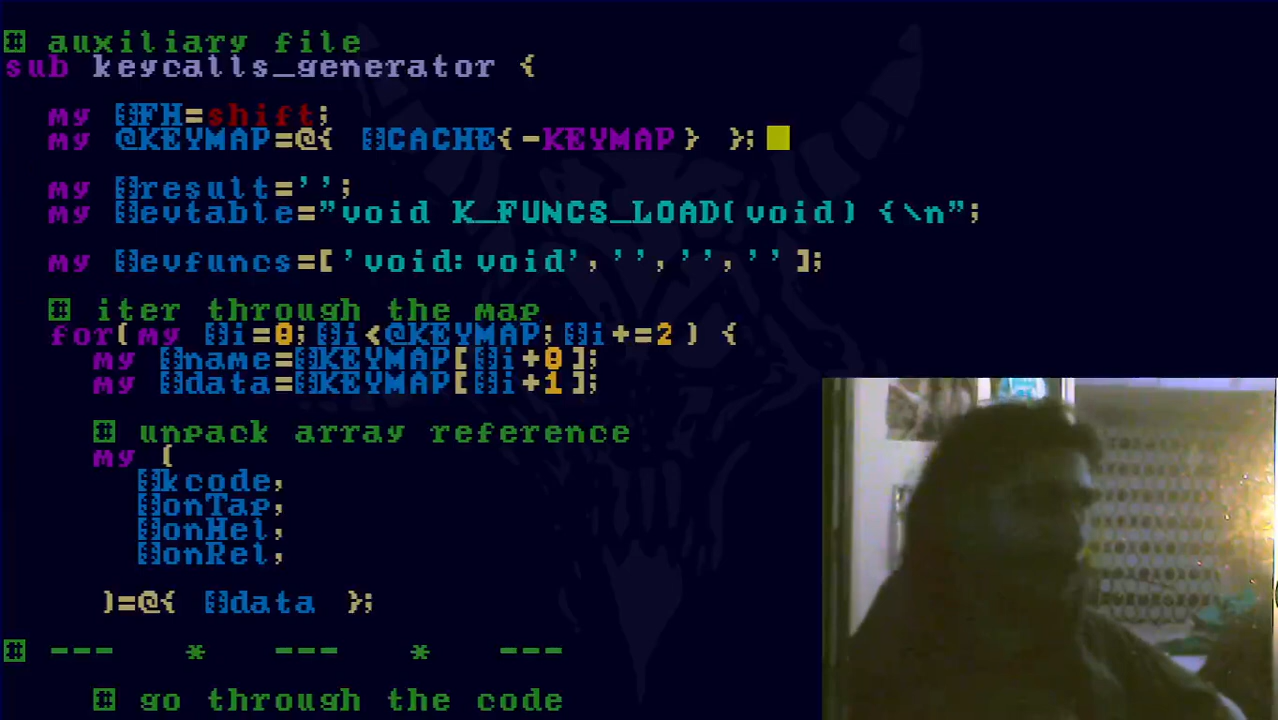 # auxiliary file
sub keycalls_generator {
my $FH=shift;
my @KEYMAP=@{ $CACHE{-KEYMAP} };
my $result='';
my $evtable="void K_FUNCS_LOAD(void) {\n";
my $evfuncs=['void:void','','','' ];
# iter through the map
for(my $i=0;$i<@KEYMAP;$i+=2) {
my $name=$KEYMAP[$i+0];
my $data=$KEYMAP[$i+1];
# unpack array reference
my (
$kcode,
$onTap,
$onHel,
$onRel,
)=@{ $data };
# --- * --- * ---
# go through the code